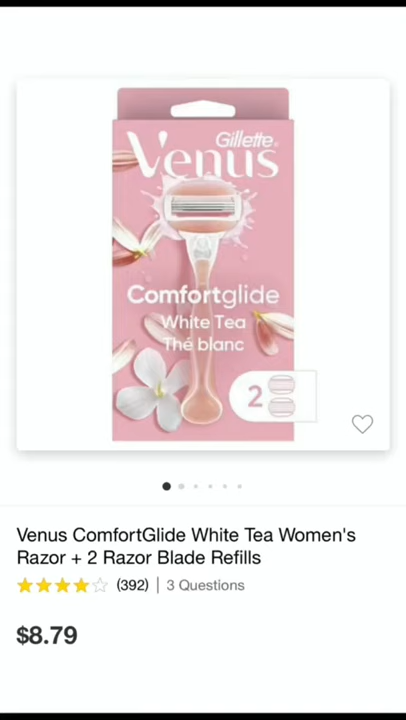 Gillette
Venus
Comfortglide
White Tea
Thé blanc
2
Venus ComfortGlide White Tea Women's
Razor + 2 Razor Blade Refills
(392) | 3 Questions
$8.79